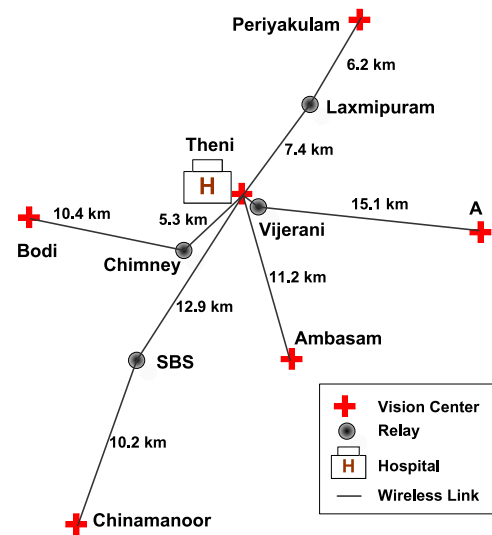 Periyakulam
6.2 km
Laxmipuram
Theni
7.4 km
H
15.1 km
A
10.4 km
5.3 km
Vijerani
Bodi
Chimney
11.2 km
12.9 km
Ambasam
SBS
10.2 km
Chinamanoor
Vision Center
Relay
H
Hospital
Wireless Link